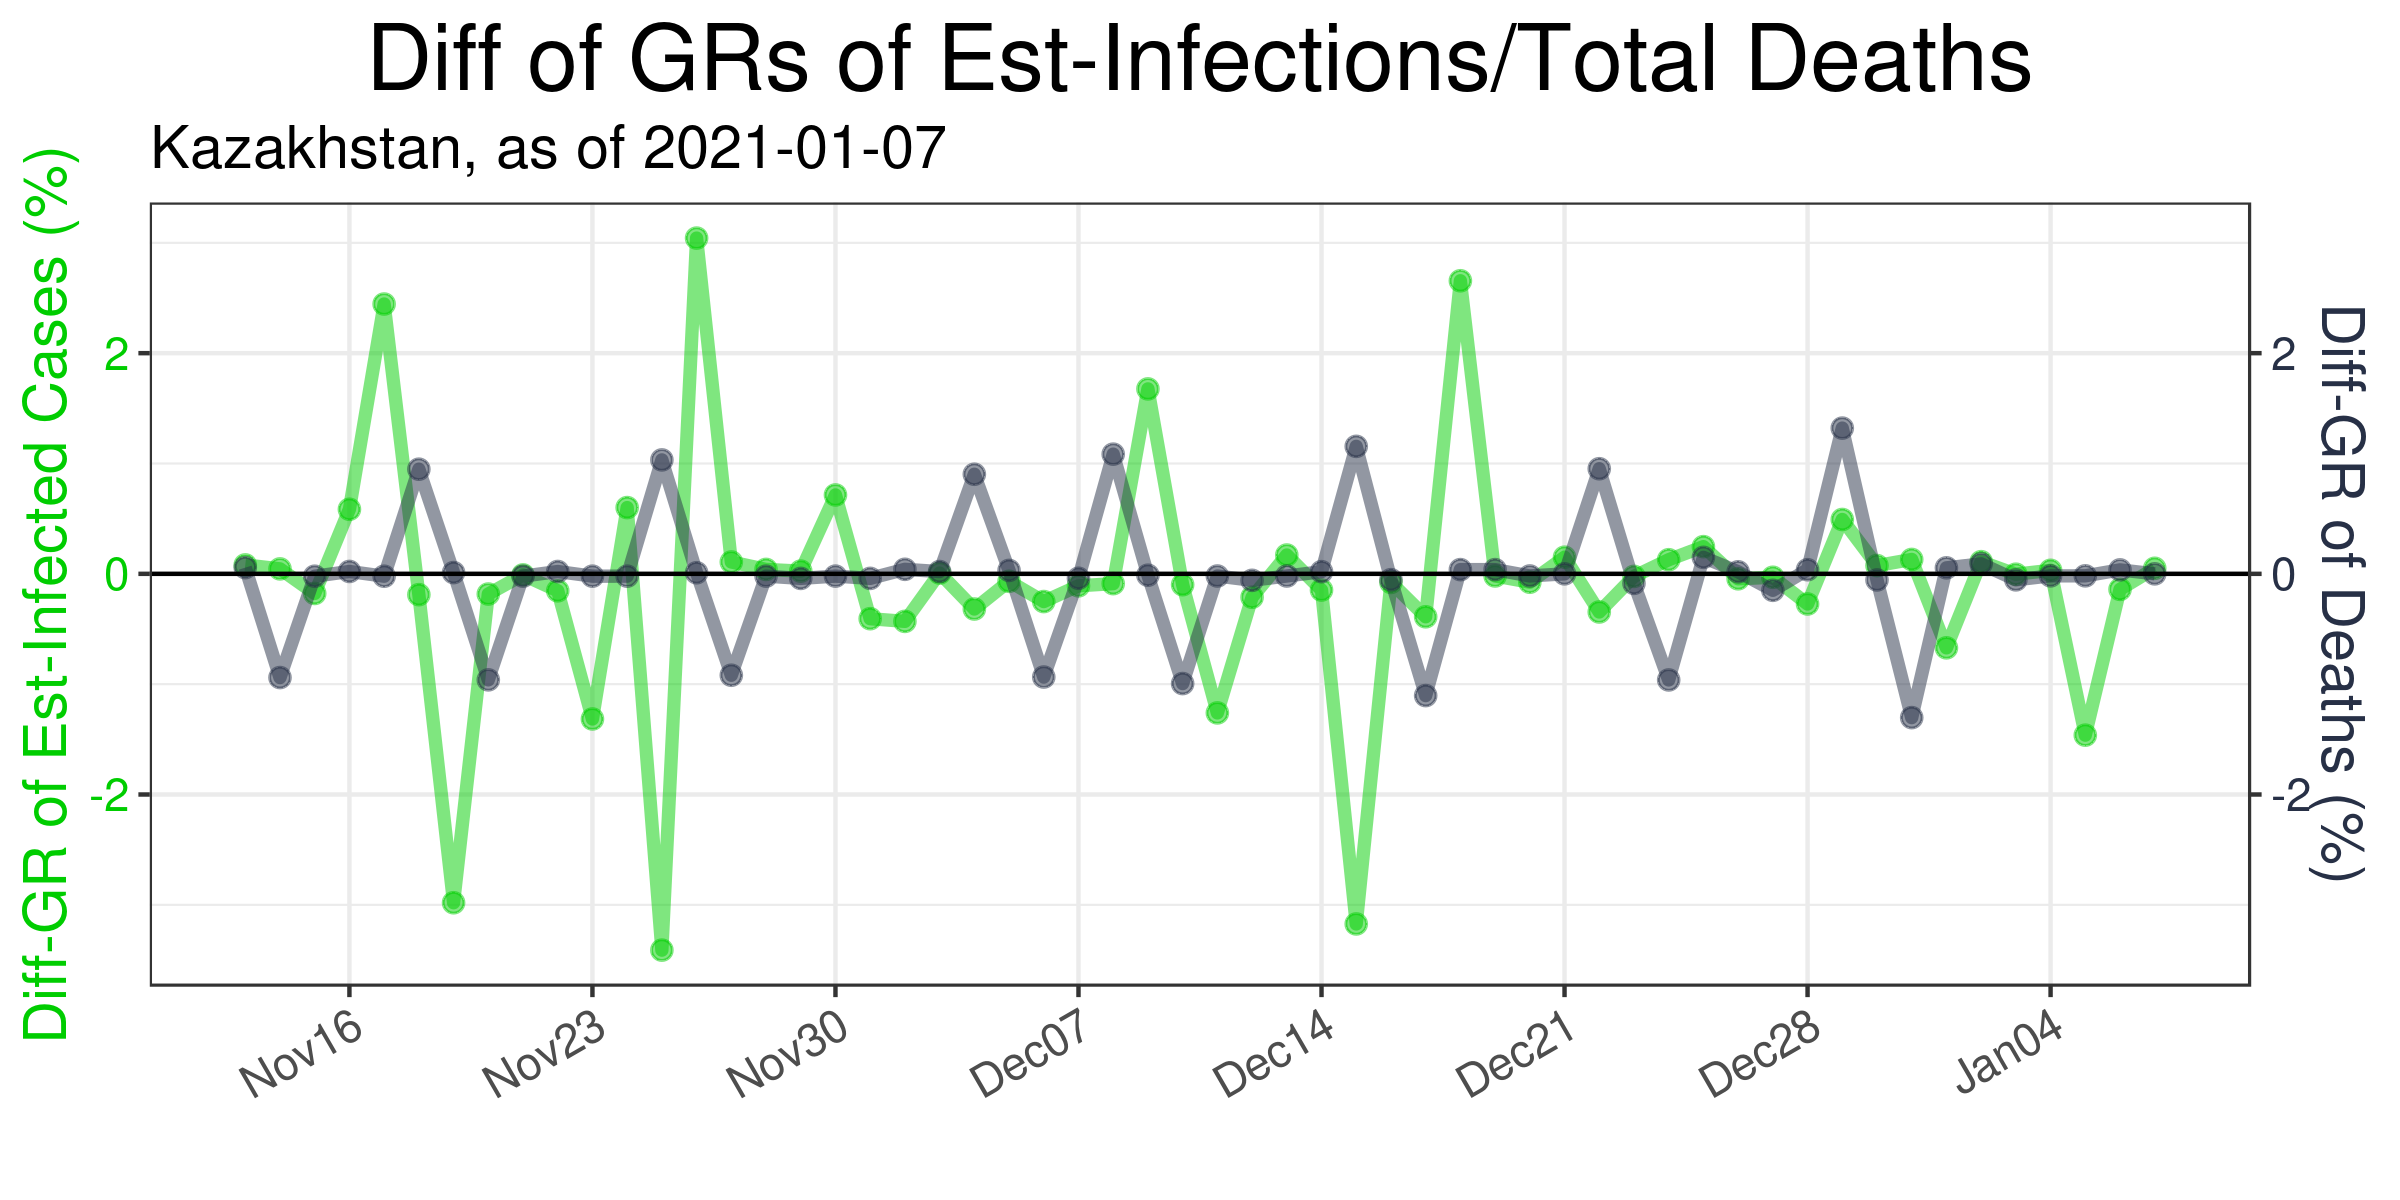 Diff of GRs of Est-Infections/Total Deaths
Kazakhstan, as of 2021-01-07
Diff-GR of Est-Infected Cases (%)
2
0
-2
2
0
-2
Diff-GR of Deaths (%)
Nov16
Nov23
Nov30
Dec07
Dec14
Dec21
Dec28
Jan04